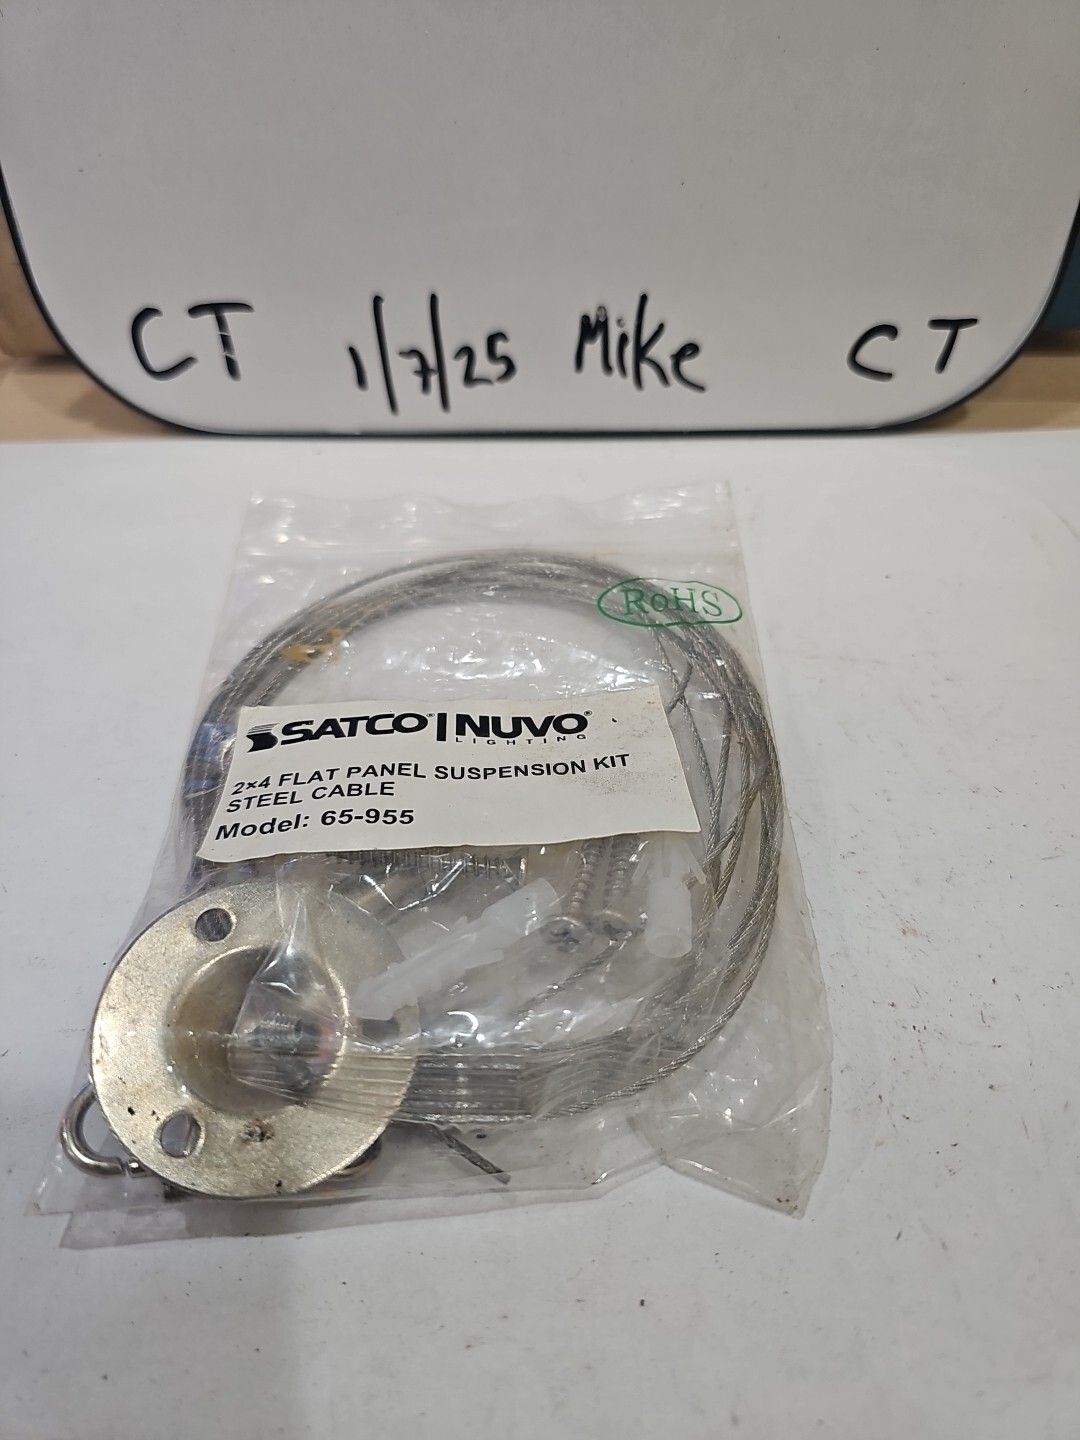 CT 1/7/25 Mike CT
RoHS
SATCO® | NUVO®
LIGHTING
2×4 FLAT PANEL SUSPENSION KIT
STEEL CABLE
Model: 65-955